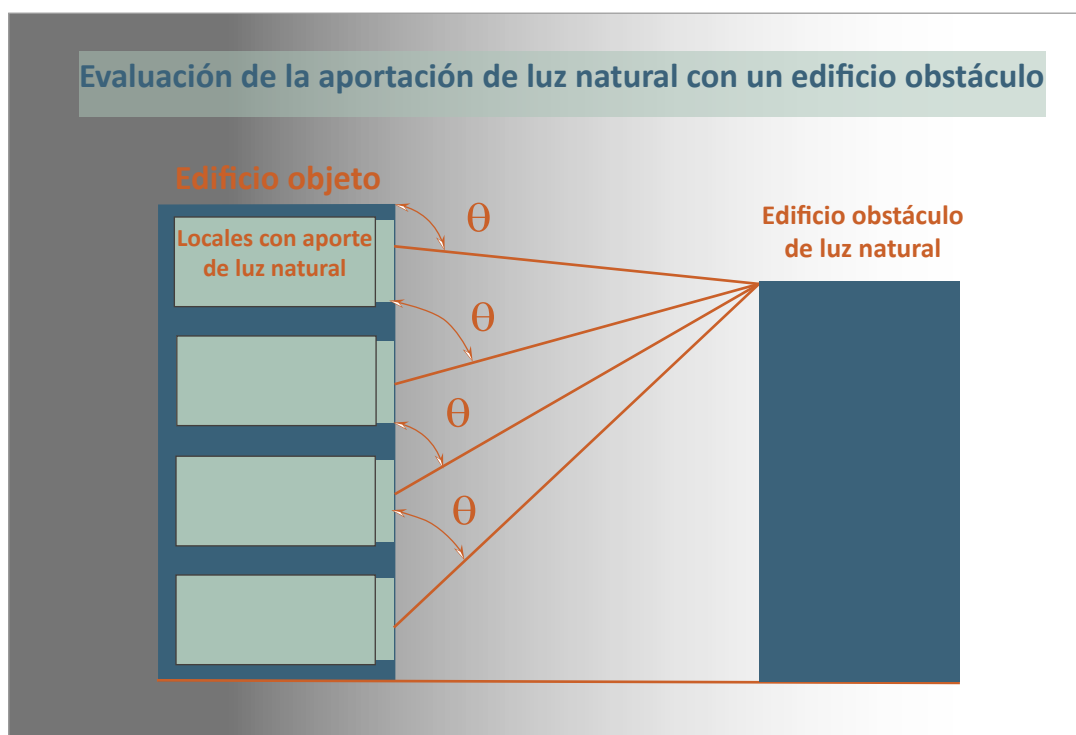 Evaluación de la aportación de luz natural con un edificio obstáculo
Edificio objeto
Locales con aporte
de luz natural
θ
Edificio obstáculo
de luz natural
θ
θ
θ